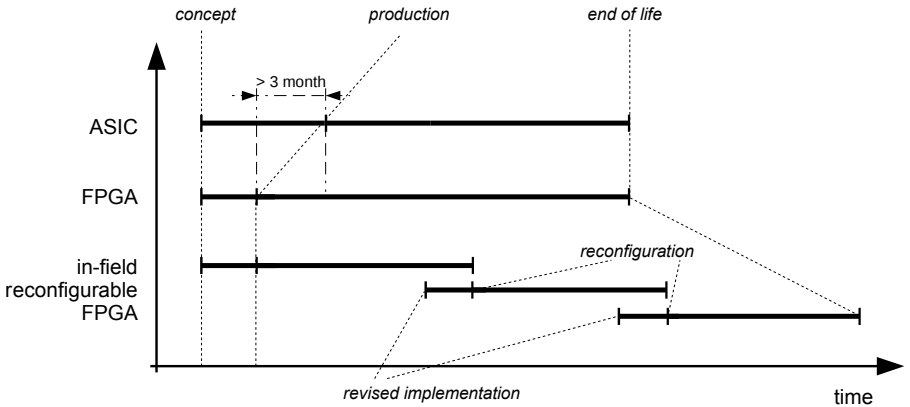 concept
production
end of life
> 3 month
ASIC
FPGA
in-field
reconfigurable
FPGA
reconfiguration
revised implementation
time